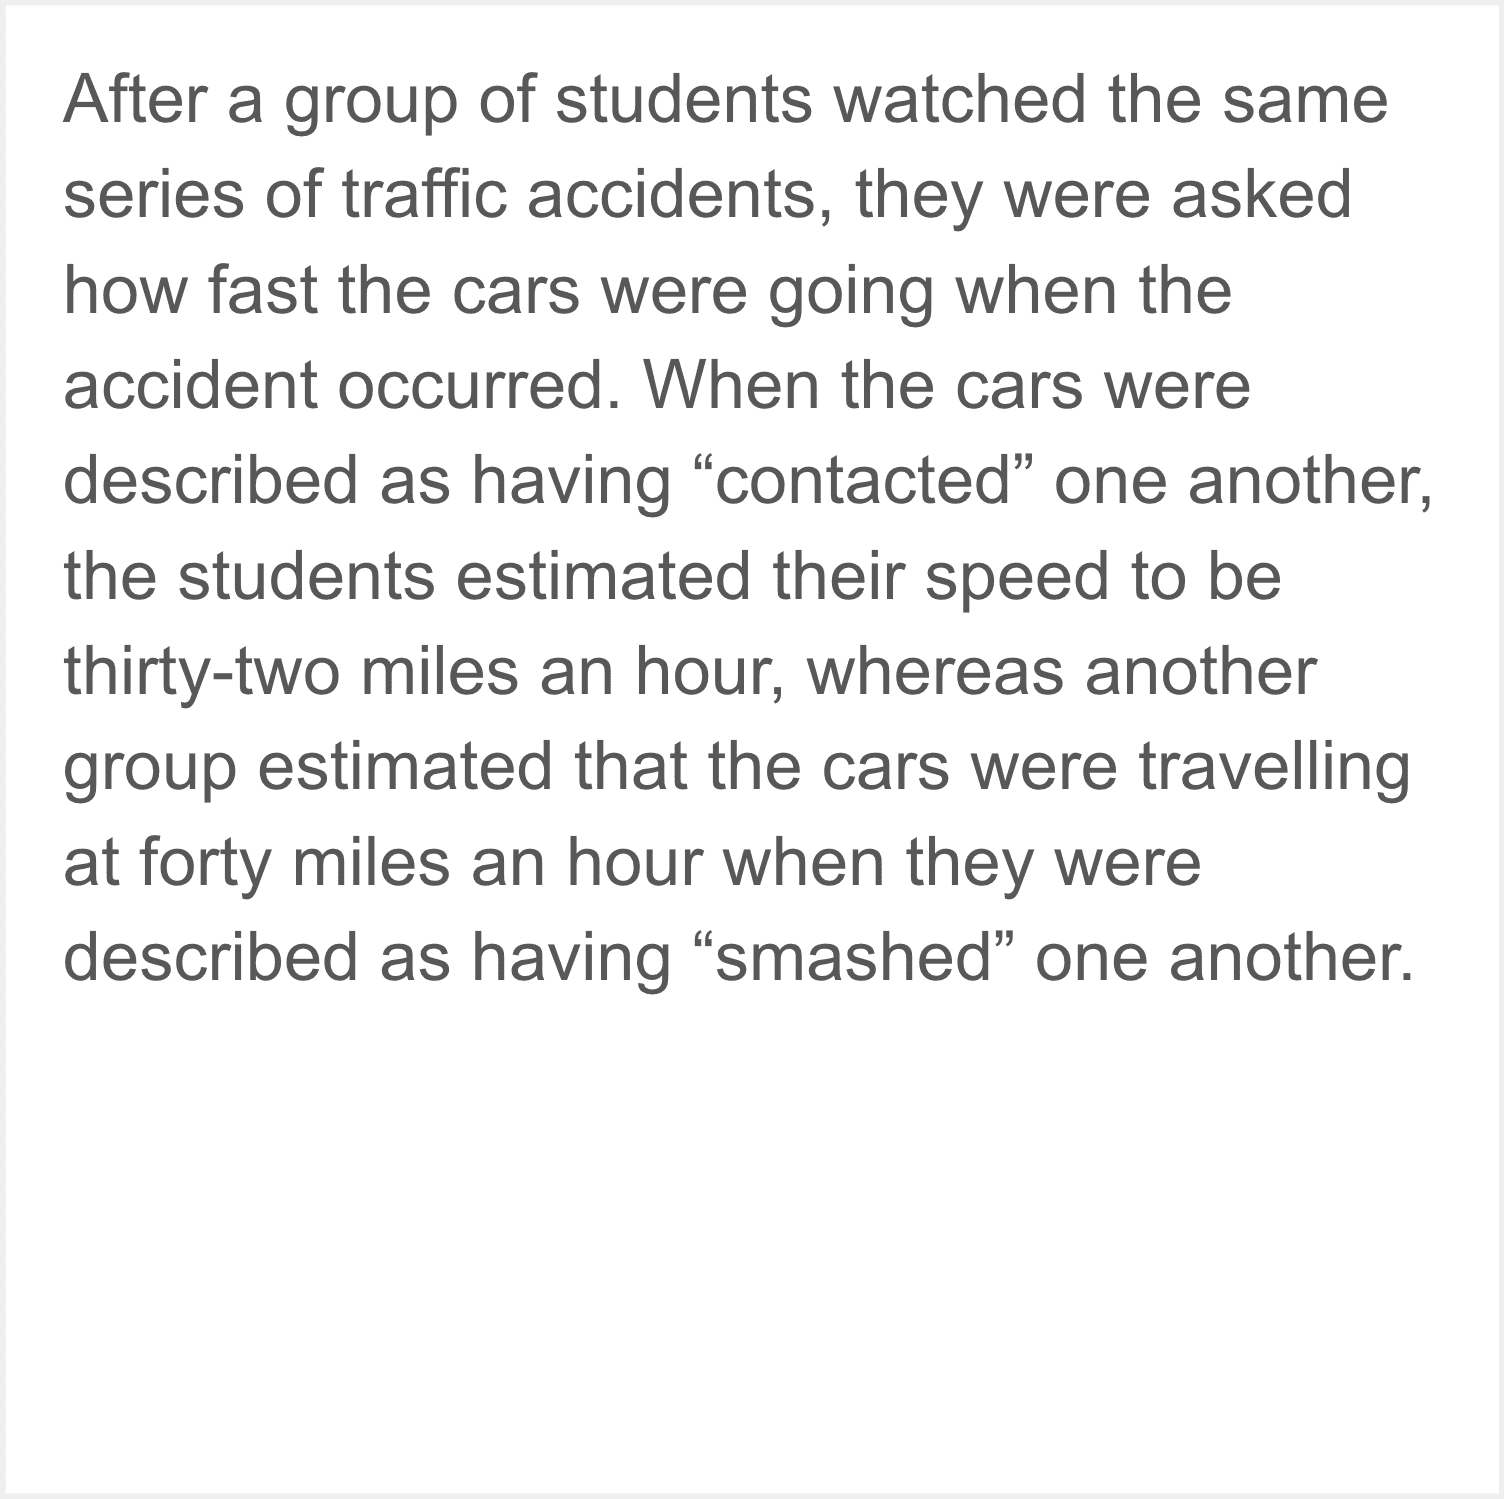 After a group of students watched the same
series of traffic accidents, they were asked
how fast the cars were going when the
accident occurred. When the cars were
described as having “contacted” one another,
the students estimated their speed to be
thirty-two miles an hour, whereas another
group estimated that the cars were travelling
at forty miles an hour when they were
described as having “smashed” one another.